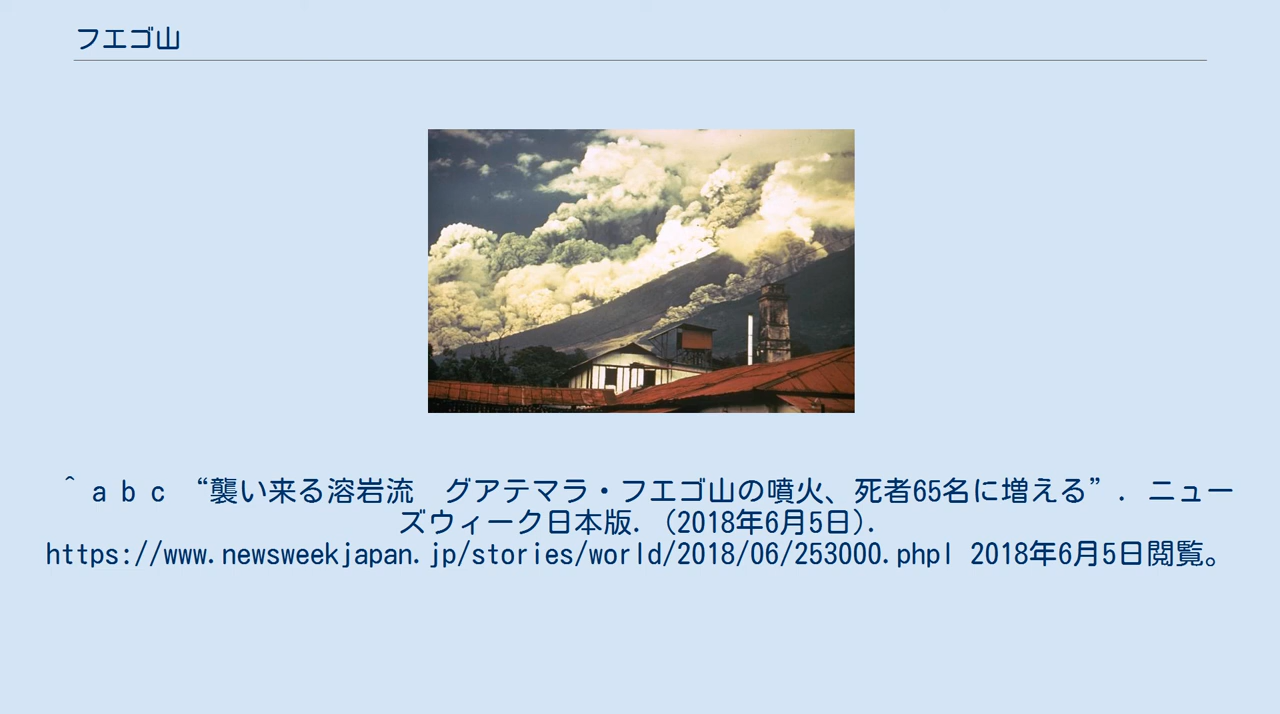 フエゴ山
^ a b c “襲い来る溶岩流　グアテマラ・フエゴ山の噴火、死者65名に増える”. ニュー
ズウィーク日本版. (2018年6月5日).
https://www.newsweekjapan.jp/stories/world/2018/06/253000.phpl 2018年6月5日閲覧。